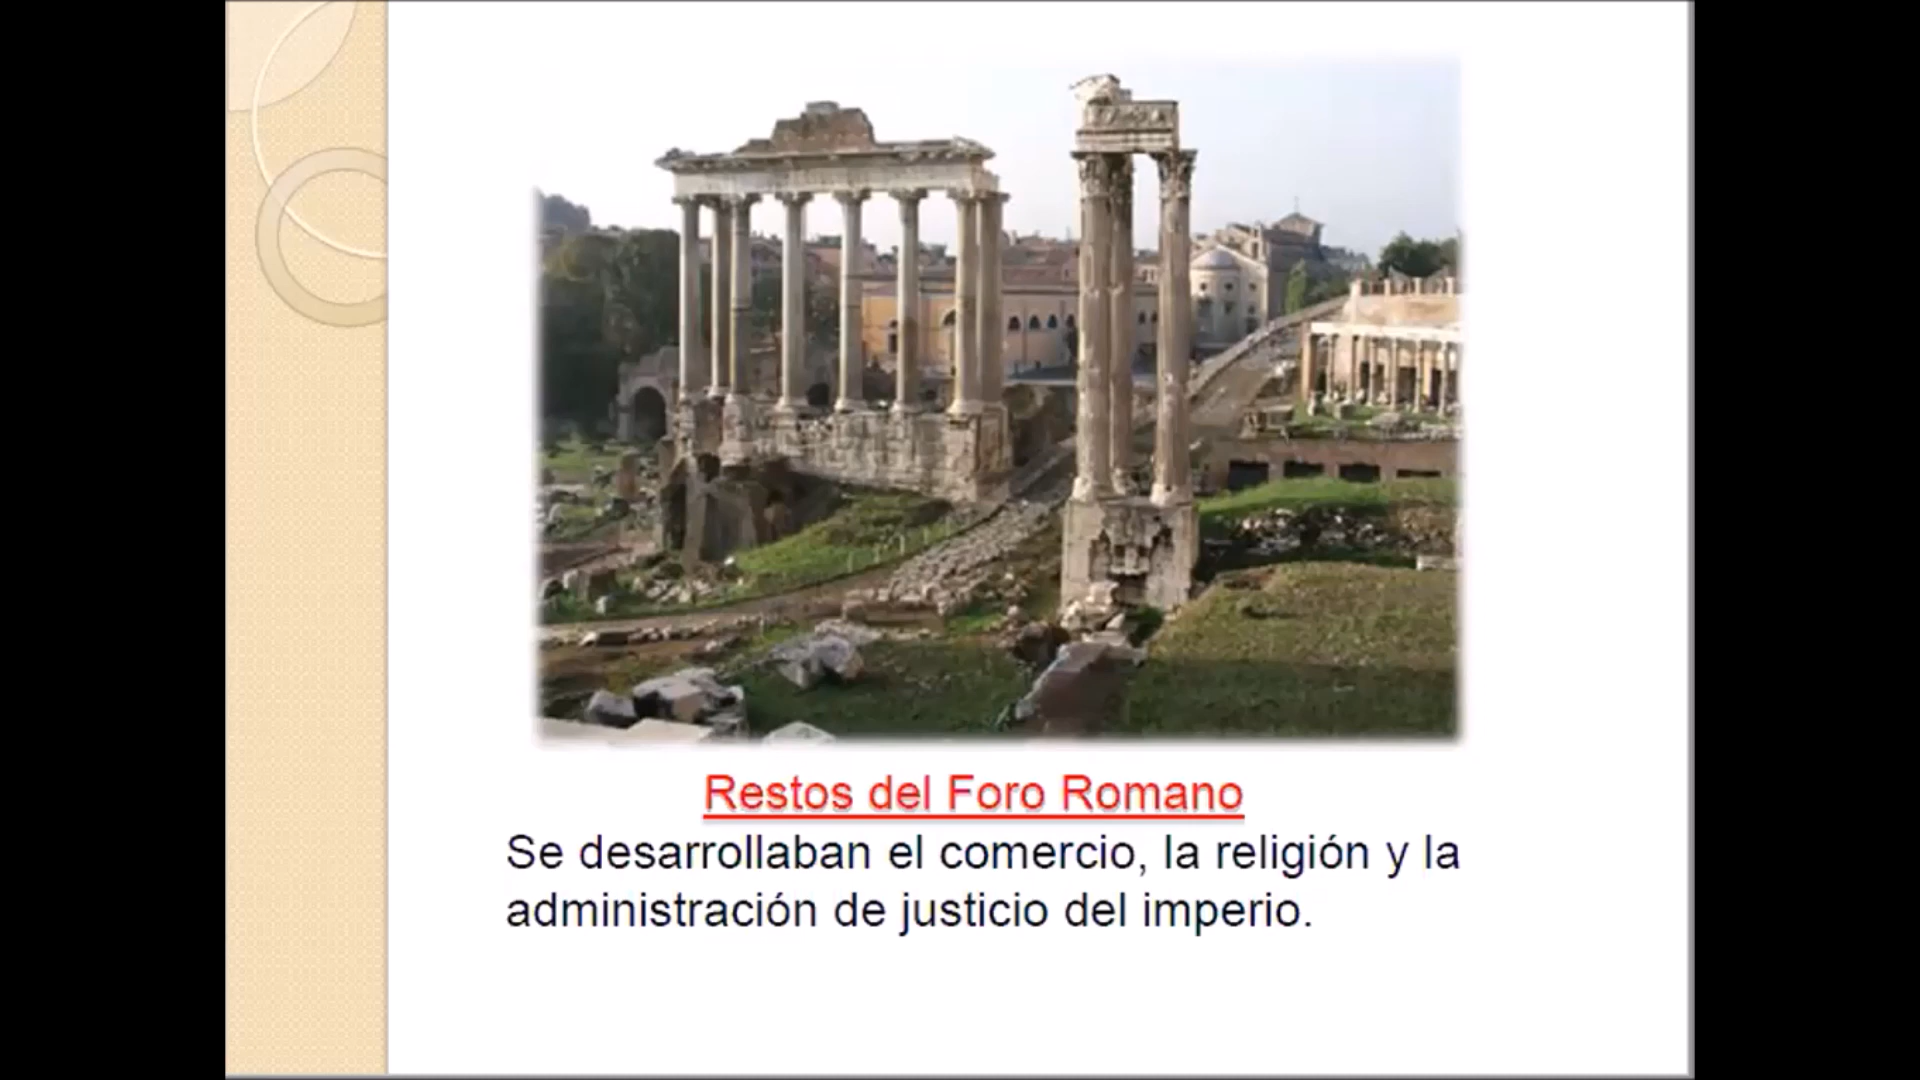 Restos del Foro Romano
Se desarrollaban el comercio, la religión y la
administración de justicio del imperio.